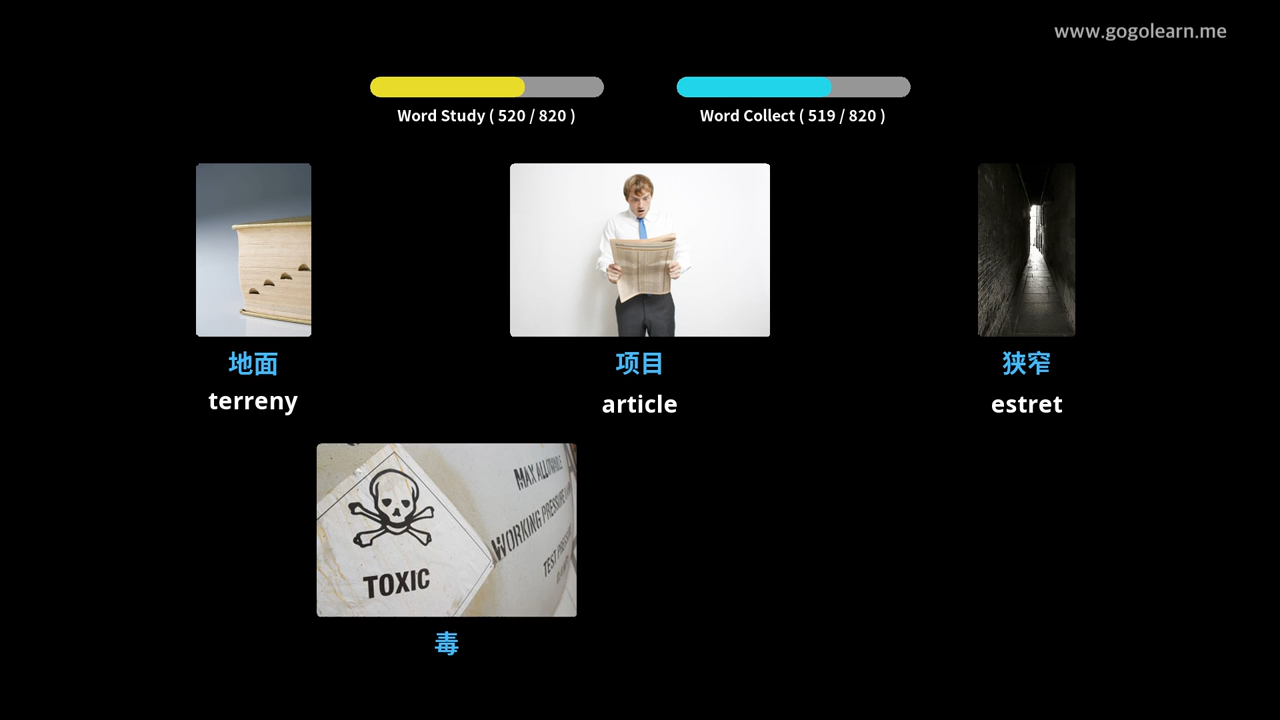 www.gogolearn.me
Word Study ( 520 / 820 )
Word Collect ( 519 / 820 )
地面
terreny
项目
article
狭窄
estret
TOXIC
MAX ALLOWABLE
WORKING PRESSURE
毒